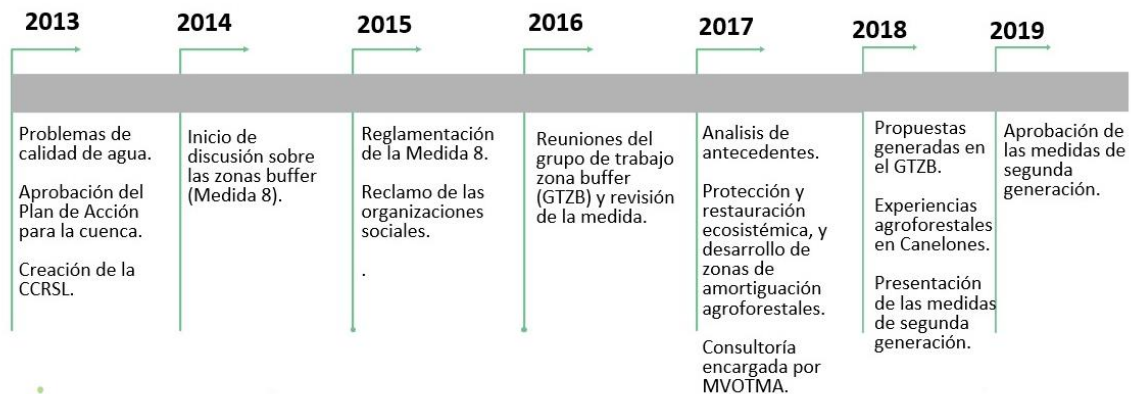 2013
Problemas de
calidad de agua.
Aprobación del
Plan de Acción
para la cuenca.
Creación de la
CCRSL.
2014
Inicio de
discusión sobre
las zonas buffer
(Medida 8).
2015
Reglamentación
de la Medida 8.
Reclamo de las
organizaciones
sociales.
.
2016
Reuniones del
grupo de trabajo
zona buffer
(GTZB) y revisión
de la medida.
2017
Analisis de
antecedentes.
Protección y
restauración
ecosistémica, y
desarrollo de
zonas de
amortiguación
agroforestales.
Consultoría
encargada por
MVOTMA.
2018
Propuestas
generadas en
el GTZB.
Experiencias
agroforestales
en Canelones.
Presentación
de las medidas
de segunda
generación.
2019
Aprobación de
las medidas de
segunda
generación.